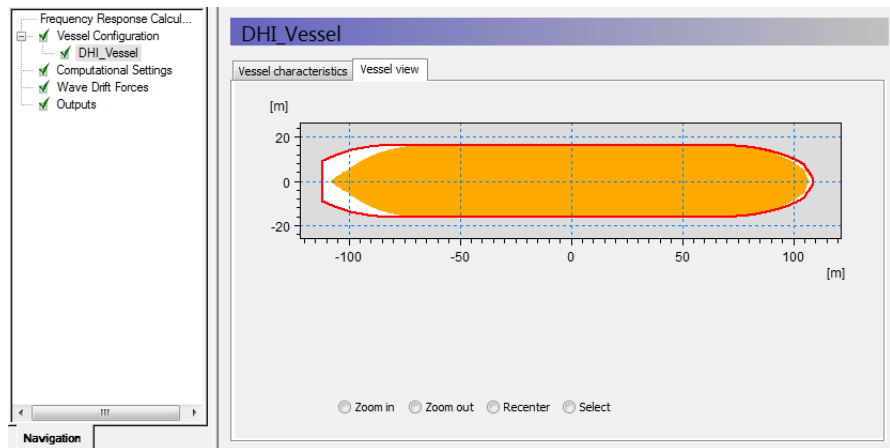 Frequency Response Calcul...
Vessel Configuration
DHI_Vessel
Computational Settings
Wave Drift Forces
Outputs
Navigation
DHI_Vessel
Vessel characteristics Vessel view
[m]
20
0
-20
-100 -50 0 50 100
[m]
Zoom in Zoom out Recenter Select